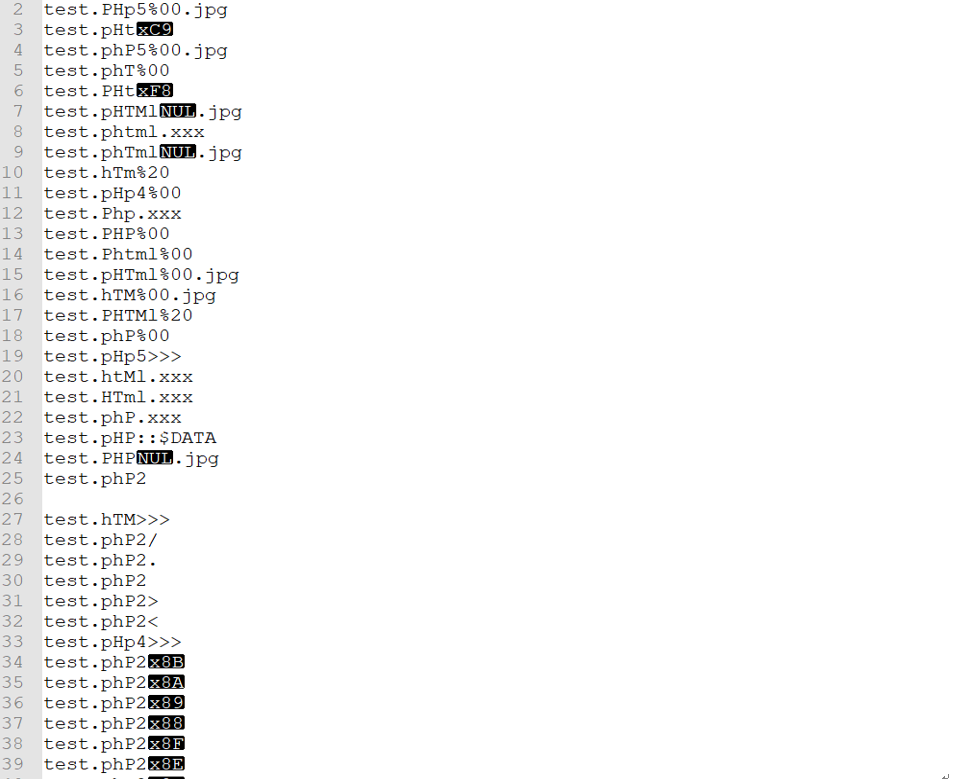 2 test.PHp5%00.jpg
3 test.pHtxC9
4 test.phP5%00.jpg
5 test.phT%00
6 test.PHtxF8
7 test.pHTMlNUL.jpg
8 test.phtml.xxx
9 test.phTmlNUL.jpg
10 test.hTm%20
11 test.pHp4%00
12 test.Php.xxx
13 test.PHP%00
14 test.Phtml%00
15 test.pHTml%00.jpg
16 test.hTM%00.jpg
17 test.PHTMl%20
18 test.phP%00
19 test.pHp5>>>
20 test.htMl.xxx
21 test.HTml.xxx
22 test.phP.xxx
23 test.pHP::$DATA
24 test.PHPNUL.jpg
25 test.phP2
26
27 test.hTM>>>
28 test.phP2/
29 test.phP2.
30 test.phP2
31 test.phP2>
32 test.phP2<
33 test.pHp4>>>
34 test.phP2x8B
35 test.phP2x8A
36 test.phP2x89
37 test.phP2x88
38 test.phP2x8F
39 test.phP2x8E